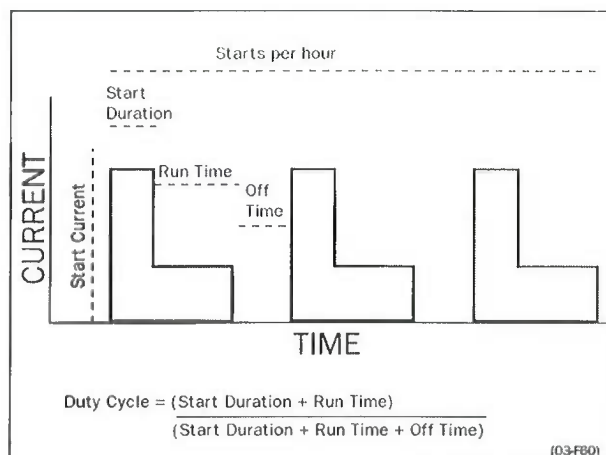 Starts per hour
Start
Duration
Run Time
Off
Time
Start Current
CURRENT
TIME
Duty Cycle = (Start Duration + Run Time)
(Start Duration + Run Time + Off Time)
(03-F60)